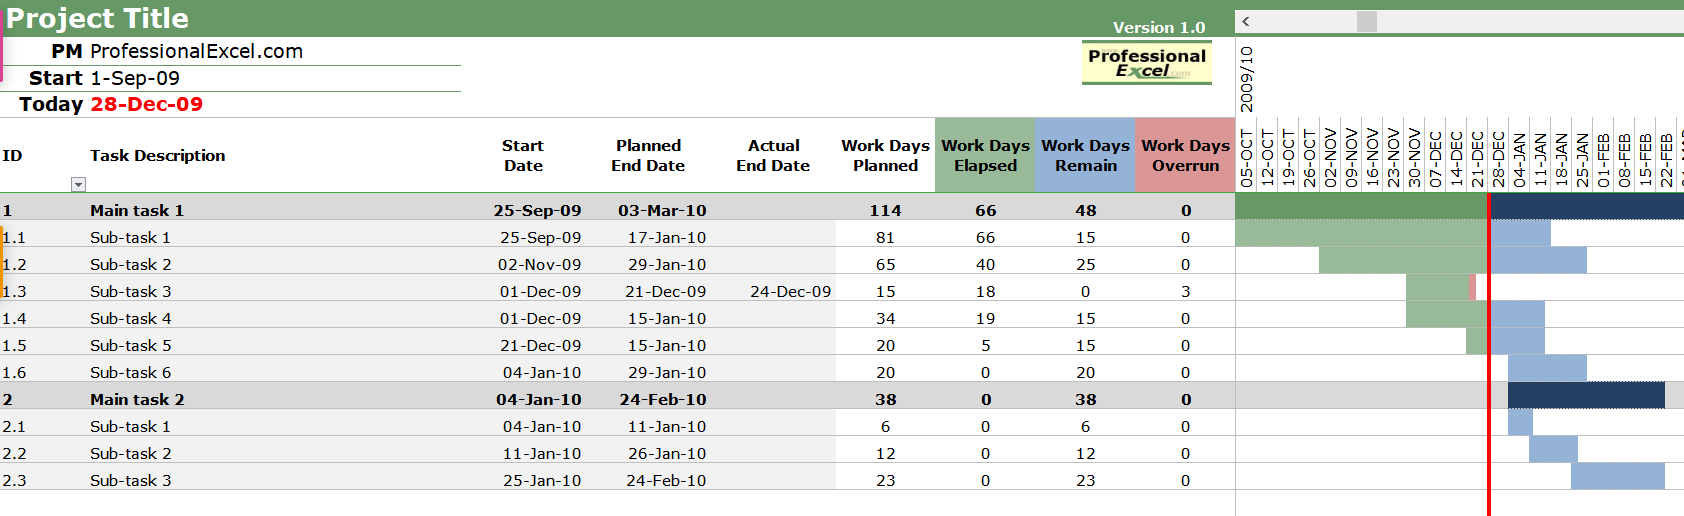 Project Title
Version 1.0
PM ProfessionalExcel.com
www.
Professional
Excel.com
Start 1-Sep-09
Today 28-Dec-09
2009/10
ID Task Description Start Date Planned End Date Actual End Date Work Days Planned Work Days Elapsed Work Days Remain Work Days Overrun
05-OCT 12-OCT 19-OCT 26-OCT 02-NOV 09-NOV 16-NOV 23-NOV 30-NOV 07-DEC 14-DEC 21-DEC 28-DEC 04-JAN 11-JAN 18-JAN 25-JAN 01-FEB 08-FEB 15-FEB 22-FEB
1 Main task 1 25-Sep-09 03-Mar-10 114 66 48 0
1.1 Sub-task 1 25-Sep-09 17-Jan-10 81 66 15 0
1.2 Sub-task 2 02-Nov-09 29-Jan-10 65 40 25 0
1.3 Sub-task 3 01-Dec-09 21-Dec-09 24-Dec-09 15 18 0 3
1.4 Sub-task 4 01-Dec-09 15-Jan-10 34 19 15 0
1.5 Sub-task 5 21-Dec-09 15-Jan-10 20 5 15 0
1.6 Sub-task 6 04-Jan-10 29-Jan-10 20 0 20 0
2 Main task 2 04-Jan-10 24-Feb-10 38 0 38 0
2.1 Sub-task 1 04-Jan-10 11-Jan-10 6 0 6 0
2.2 Sub-task 2 11-Jan-10 26-Jan-10 12 0 12 0
2.3 Sub-task 3 25-Jan-10 24-Feb-10 23 0 23 0